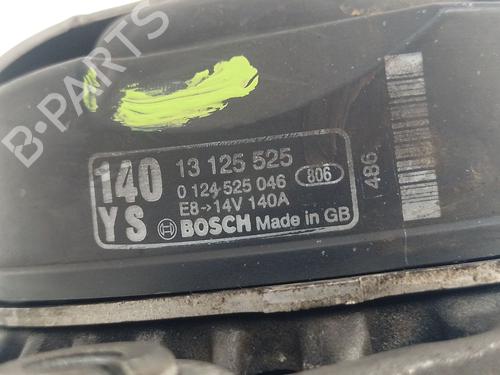 B-PARTS
140
YS
13 125 525
0 124 525 046 806
E8→14V 140A
BOSCH Made in GB
486